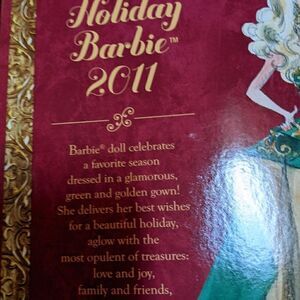 Holiday
Barbie™
2011
Barbie® doll celebrates
a favorite season
dressed in a glamorous,
green and golden gown!
She delivers her best wishes
for a beautiful holiday,
aglow with the
most opulent of treasures:
love and joy,
family and friends,